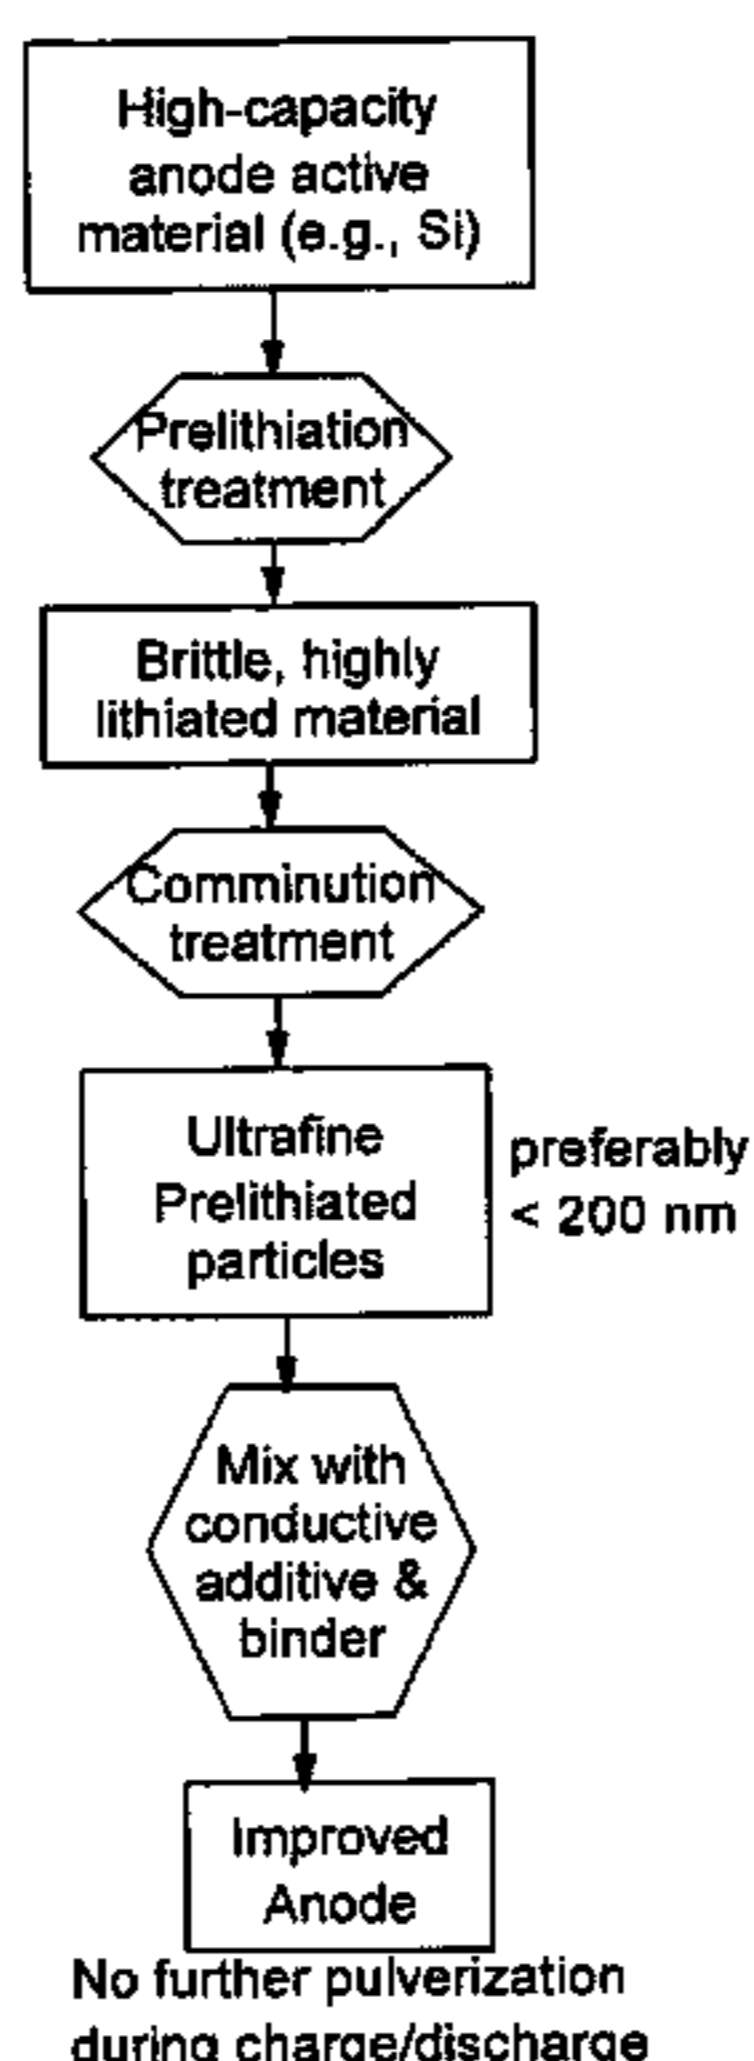 High-capacity
anode active
material (e.g., Si)
Prelithiation
treatment
Brittle, highly
lithiated material
Comminution
treatment
Ultrafine
Prelithiated
particles
preferably
< 200 nm
Mix with
conductive
additive &
binder
Improved
Anode
No further pulverization
during charge/discharge